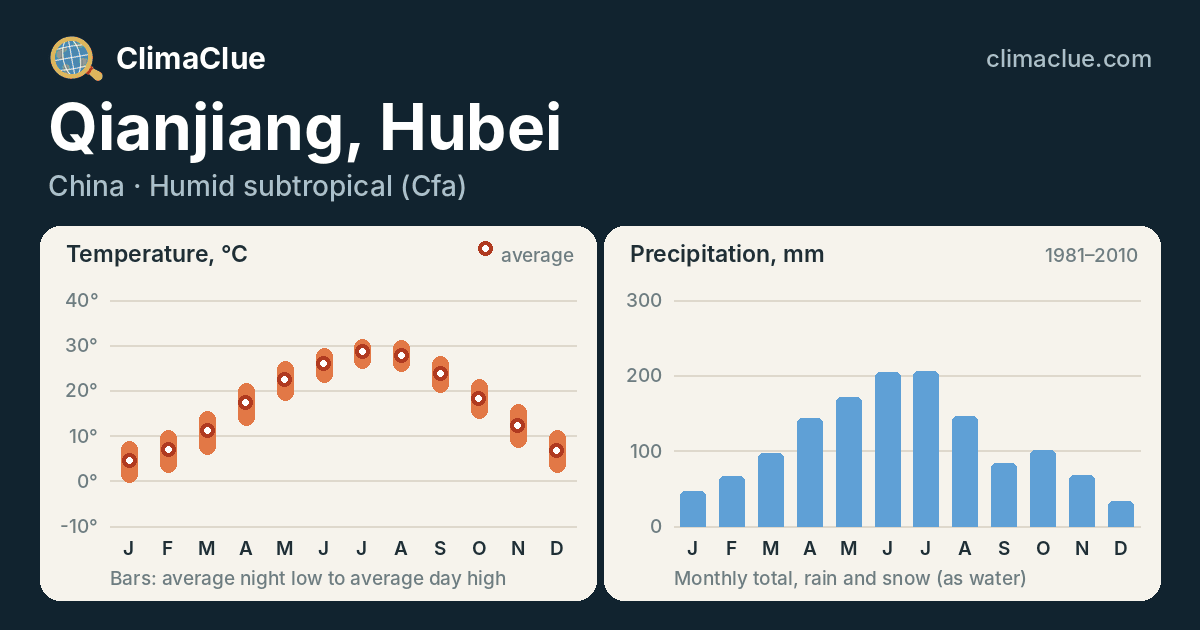 ClimaClue
climaclue.com
Qianjiang, Hubei
China · Humid subtropical (Cfa)
Temperature, °C
average
40°
30°
20°
10°
0°
-10°
J F M A M J J A S O N D
Bars: average night low to average day high
Precipitation, mm
1981–2010
300
200
100
0
J F M A M J J A S O N D
Monthly total, rain and snow (as water)